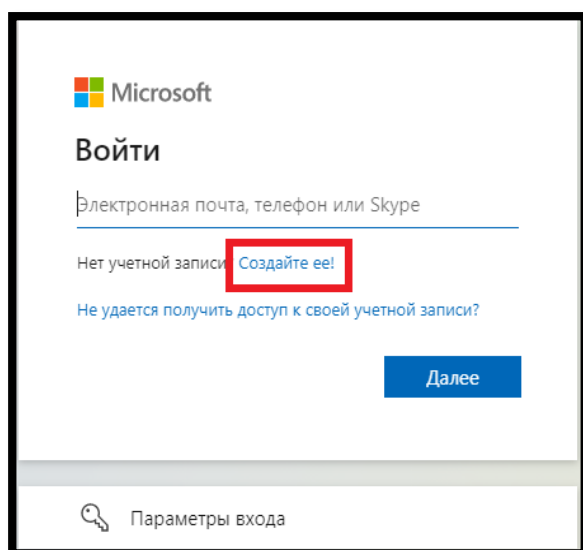 Microsoft
Войти
Электронная почта, телефон или Skype
Нет учетной записи Создайте ее!
Не удается получить доступ к своей учетной записи?
Далее
Параметры входа